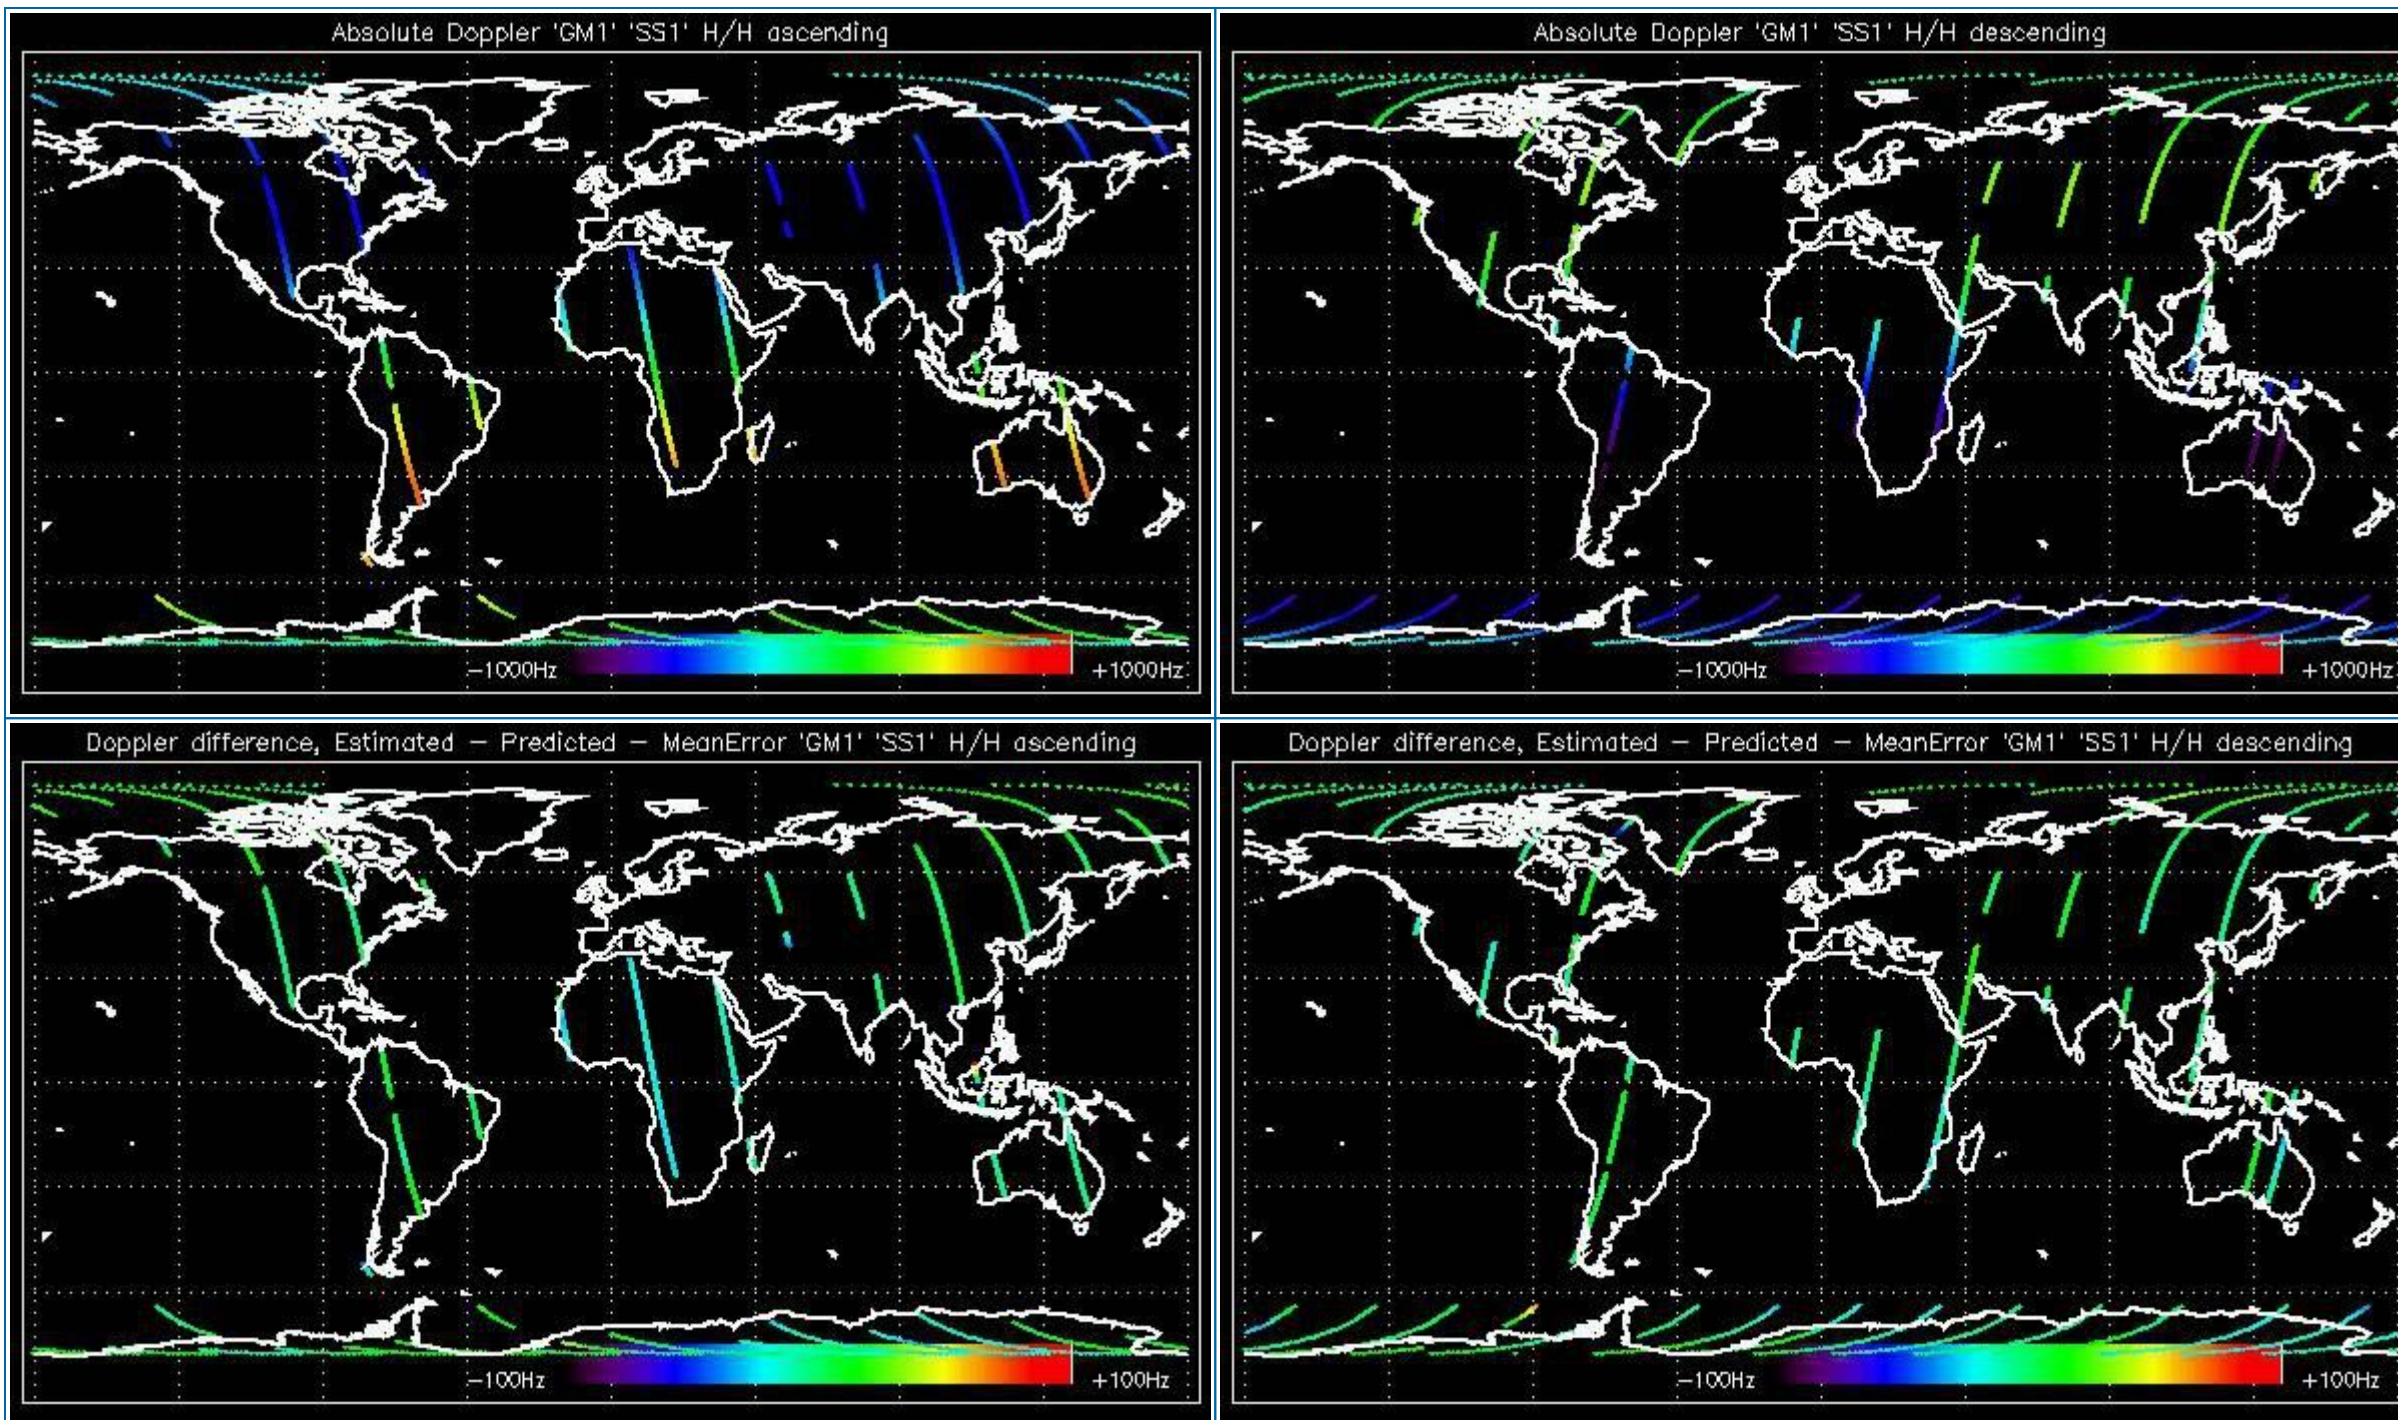 Absolute Doppler 'GM1' 'SS1' H/H ascending
−1000Hz
+1000Hz
Absolute Doppler 'GM1' 'SS1' H/H descending
−1000Hz
+1000Hz
Doppler difference, Estimated − Predicted − MeanError 'GM1' 'SS1' H/H ascending
−100Hz
+100Hz
Doppler difference, Estimated − Predicted − MeanError 'GM1' 'SS1' H/H descending
−100Hz
+100Hz